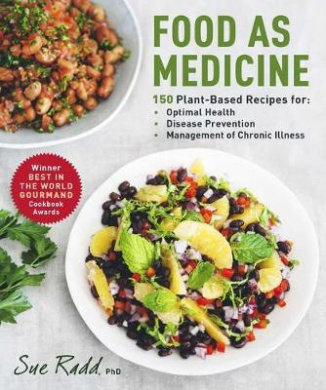 FOOD AS
MEDICINE
150 Plant-Based Recipes for:
• Optimal Health
• Disease Prevention
• Management of Chronic Illness
Winner
BEST IN
THE WORLD
GOURMAND
Cookbook
Awards
Sue Radd, PhD